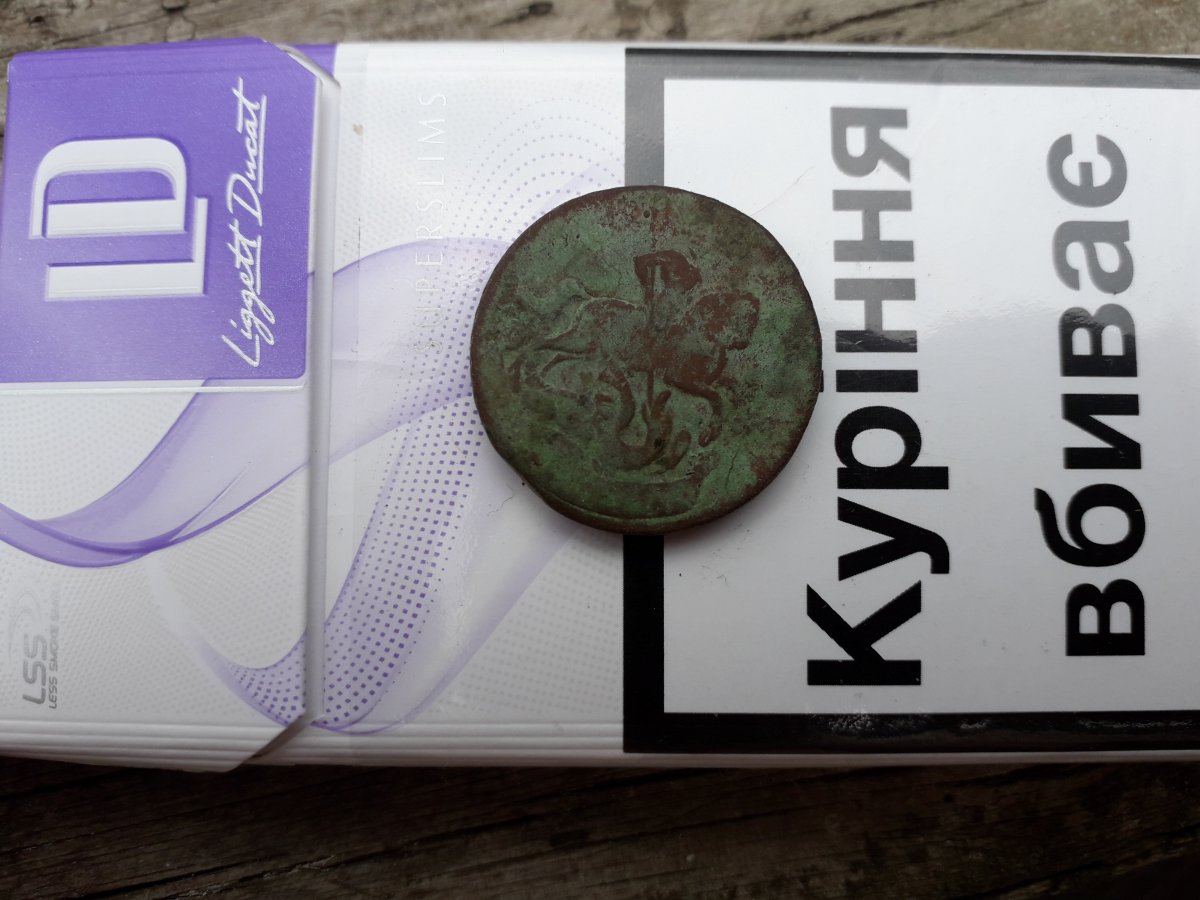 LD
Liggett Ducat
SUPERSLIMS
LSS
LESS SMOKE SMELL
Куріння
вбиває